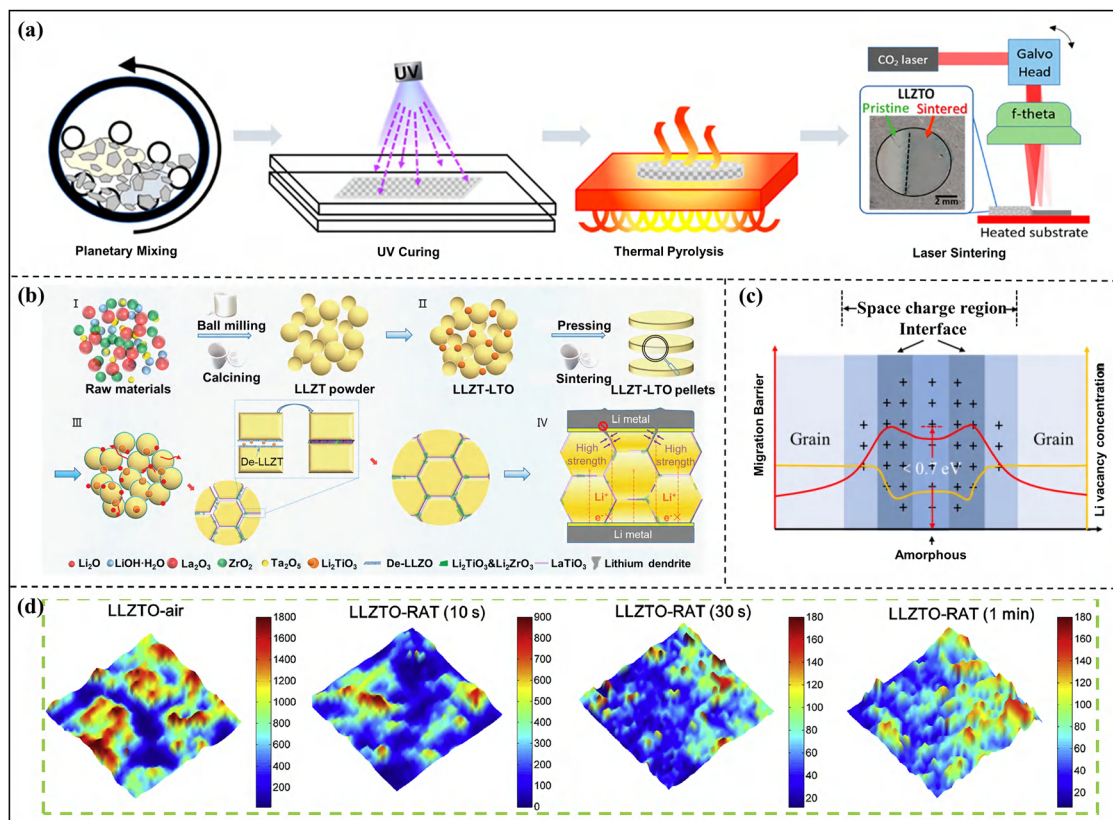 (a)
UV
CO₂ laser
Galvo
Head
f-theta
LLZTO
Pristine
Sintered
2 mm
Heated substrate
Planetary Mixing
UV Curing
Thermal Pyrolysis
Laser Sintering
(b)
I
Raw materials
Ball milling
Calcining
LLZT powder
II
LLZT-LTO
Pressing
Sintering
LLZT-LTO pellets
III
De-LLZT
IV
Li metal
High
strength
High
strength
Li⁺
e⁻
Li⁺
e⁻
Li metal
Li₂O
LiOH·H₂O
La₂O₃
ZrO₂
Ta₂O₅
Li₂TiO₃
De-LLZO
Li₂TiO₃&Li₂ZrO₃
LaTiO₃
Lithium dendrite
(c)
Space charge region
Interface
Migration Barrier
Grain
< 0.7 eV
Grain
Li vacancy concentration
Amorphous
(d)
LLZTO-air
1800
1600
1400
1200
1000
800
600
400
200
LLZTO-RAT (10 s)
900
800
700
600
500
400
300
200
100
0
LLZTO-RAT (30 s)
180
160
140
120
100
80
60
40
20
LLZTO-RAT (1 min)
180
160
140
120
100
80
60
40
20